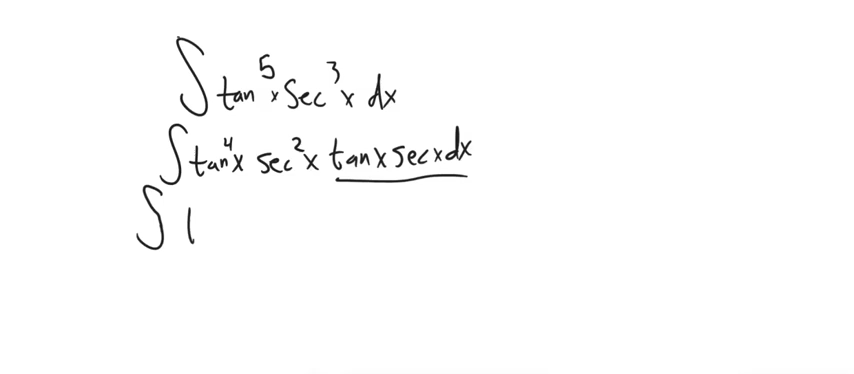 ∫ tan⁵x sec³x dx
∫ tan⁴x sec²x tanx secx dx
∫ (